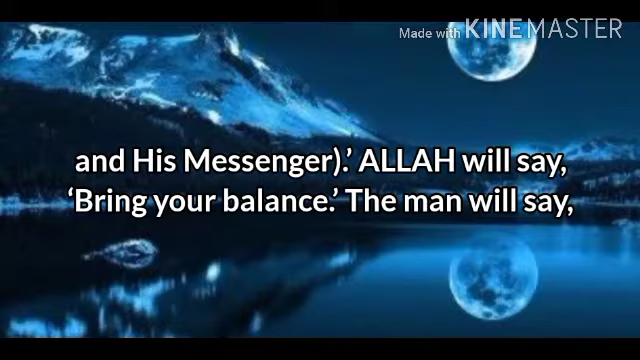 Made with KINEMASTER
and His Messenger).’ ALLAH will say,
‘Bring your balance.’ The man will say,